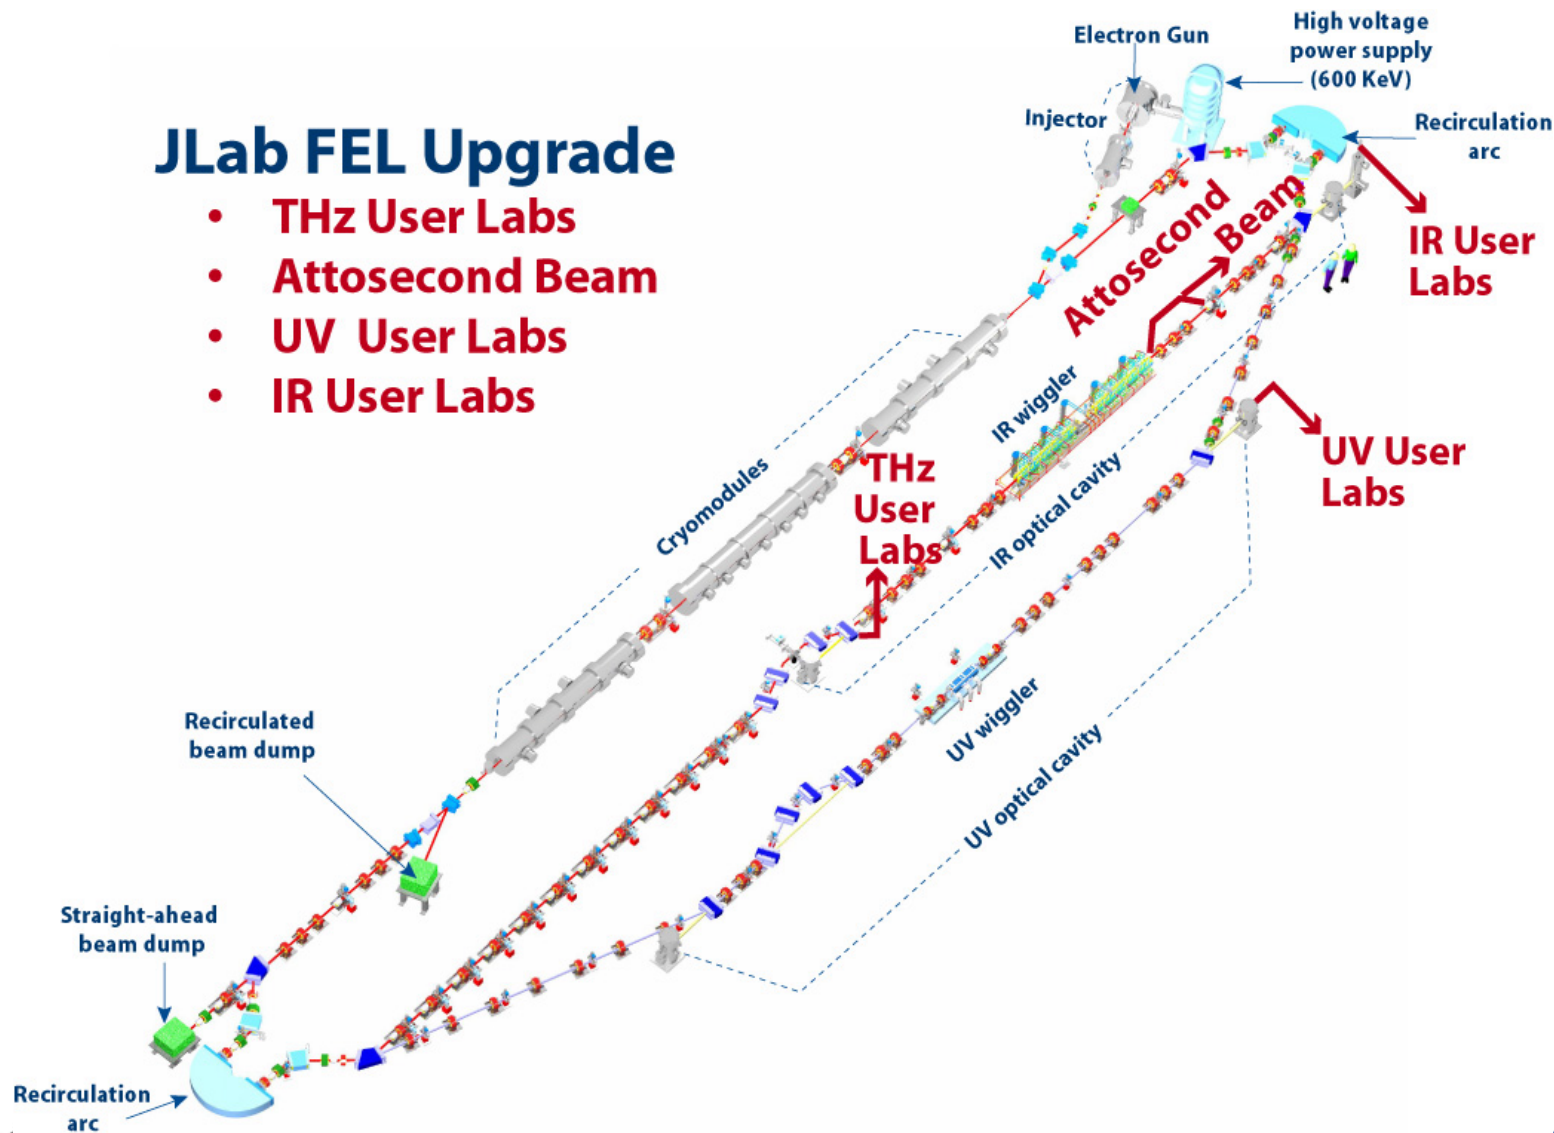 JLab FEL Upgrade
• THz User Labs
• Attosecond Beam
• UV User Labs
• IR User Labs
Electron Gun
High voltage
power supply
(600 KeV)
Injector
Recirculation
arc
Attosecond
Beam
IR User
Labs
IR wiggler
Cryomodules
THz
User
Labs
IR optical cavity
UV User
Labs
UV wiggler
UV optical cavity
Recirculated
beam dump
Straight-ahead
beam dump
Recirculation
arc